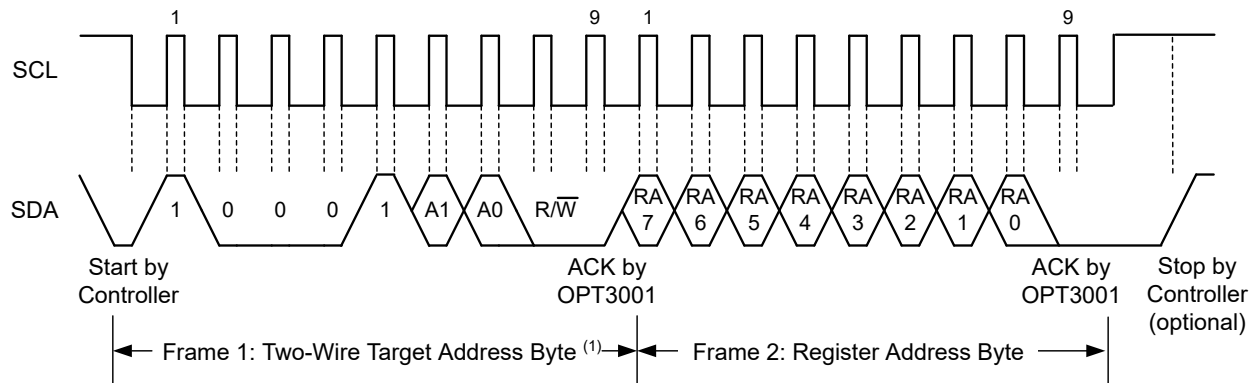 1 9 1 9
SCL
SDA
1 0 0 0 1 A1 A0 R/W̅ RA 7 RA 6 RA 5 RA 4 RA 3 RA 2 RA 1 RA 0
Start by
Controller
ACK by
OPT3001
ACK by
OPT3001
Stop by
Controller
(optional)
Frame 1: Two-Wire Target Address Byte (1)
Frame 2: Register Address Byte